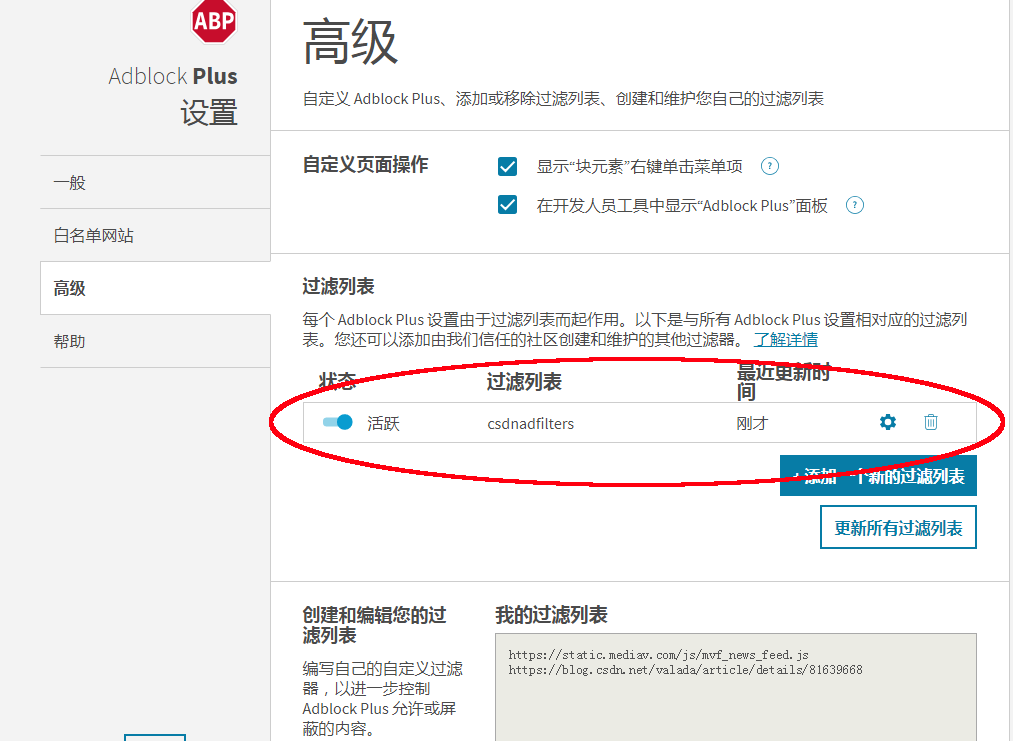 ABP
Adblock Plus
设置
一般
白名单网站
高级
帮助
高级
自定义 Adblock Plus、添加或移除过滤列表、创建和维护您自己的过滤列表
自定义页面操作
显示“块元素”右键单击菜单项 ?
在开发人员工具中显示“Adblock Plus”面板 ?
过滤列表
每个 Adblock Plus 设置由于过滤列表而起作用。以下是与所有 Adblock Plus 设置相对应的过滤列
表。您还可以添加由我们信任的社区创建和维护的其他过滤器。 了解详情
状态 过滤列表 最近更新时
间
活跃 csdnadfilters 刚才
+ 添加一个新的过滤列表
更新所有过滤列表
创建和编辑您的过
滤列表
编写自己的自定义过滤
器，以进一步控制
Adblock Plus 允许或屏
蔽的内容。
我的过滤列表
https://static.mediav.com/js/mvf_news_feed.js
https://blog.csdn.net/valada/article/details/81639668